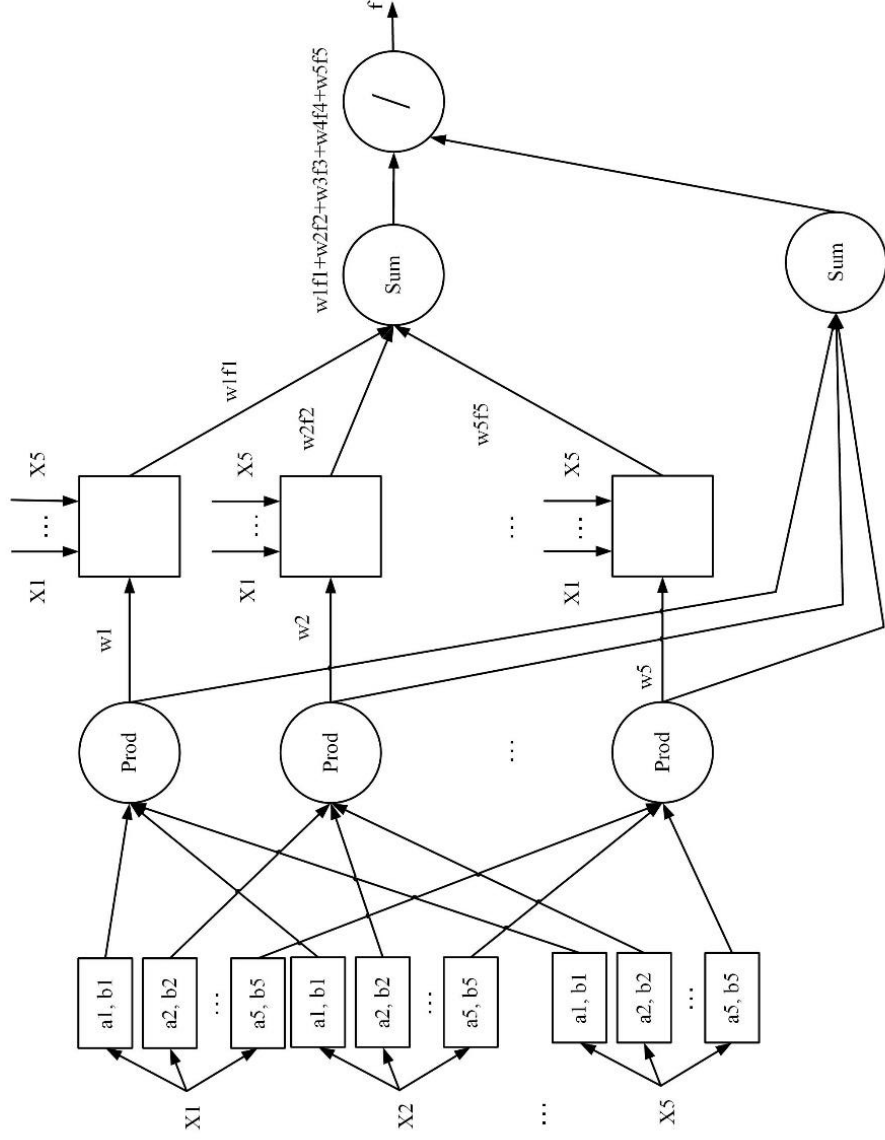 X1
a1, b1
a2, b2
...
a5, b5
X2
a1, b1
a2, b2
...
a5, b5
...
X5
a1, b1
a2, b2
...
a5, b5
Prod
Prod
...
Prod
w1
w2
w5
X1
...
X5
X1
...
X5
...
X1
...
X5
w1f1
w2f2
w5f5
Sum
w1f1+w2f2+w3f3+w4f4+w5f5
Sum
/
f